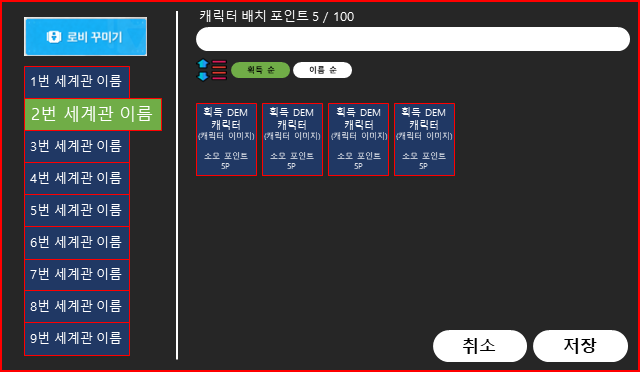 로비 꾸미기
1번 세계관 이름
2번 세계관 이름
3번 세계관 이름
4번 세계관 이름
5번 세계관 이름
6번 세계관 이름
7번 세계관 이름
8번 세계관 이름
9번 세계관 이름
캐릭터 배치 포인트 5 / 100
획득 순 이름 순
획득 DEM
캐릭터
(캐릭터 이미지)
소모 포인트
5P
획득 DEM
캐릭터
(캐릭터 이미지)
소모 포인트
5P
획득 DEM
캐릭터
(캐릭터 이미지)
소모 포인트
5P
획득 DEM
캐릭터
(캐릭터 이미지)
소모 포인트
5P
취소 저장